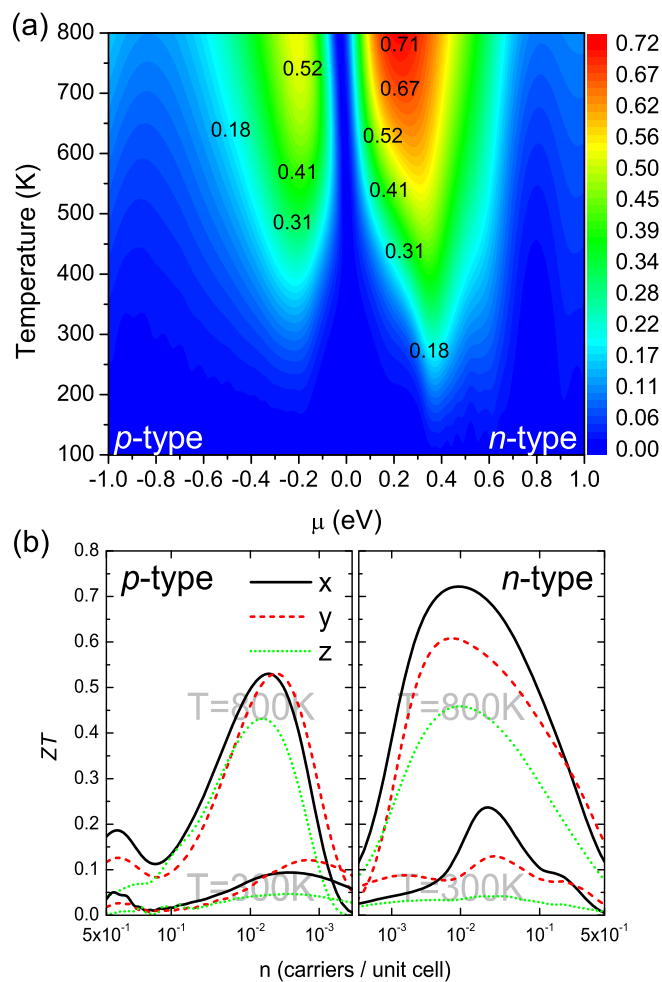 (a)
800
700
600
500
400
300
200
100
Temperature (K)
0.52
0.18
0.41
0.31
0.71
0.67
0.52
0.41
0.31
0.18
p-type
n-type
-1.0 -0.8 -0.6 -0.4 -0.2 0.0 0.2 0.4 0.6 0.8 1.0
μ (eV)
0.72
0.67
0.62
0.56
0.50
0.45
0.39
0.34
0.28
0.22
0.17
0.11
0.06
0.00
(b)
0.8
0.7
0.6
0.5
0.4
0.3
0.2
0.1
0.0
ZT
p-type
x
y
z
T=800K
T=300K
n-type
T=800K
T=300K
5x10⁻¹ 10⁻¹ 10⁻² 10⁻³ 10⁻³ 10⁻² 10⁻¹ 5x10⁻¹
n (carriers / unit cell)